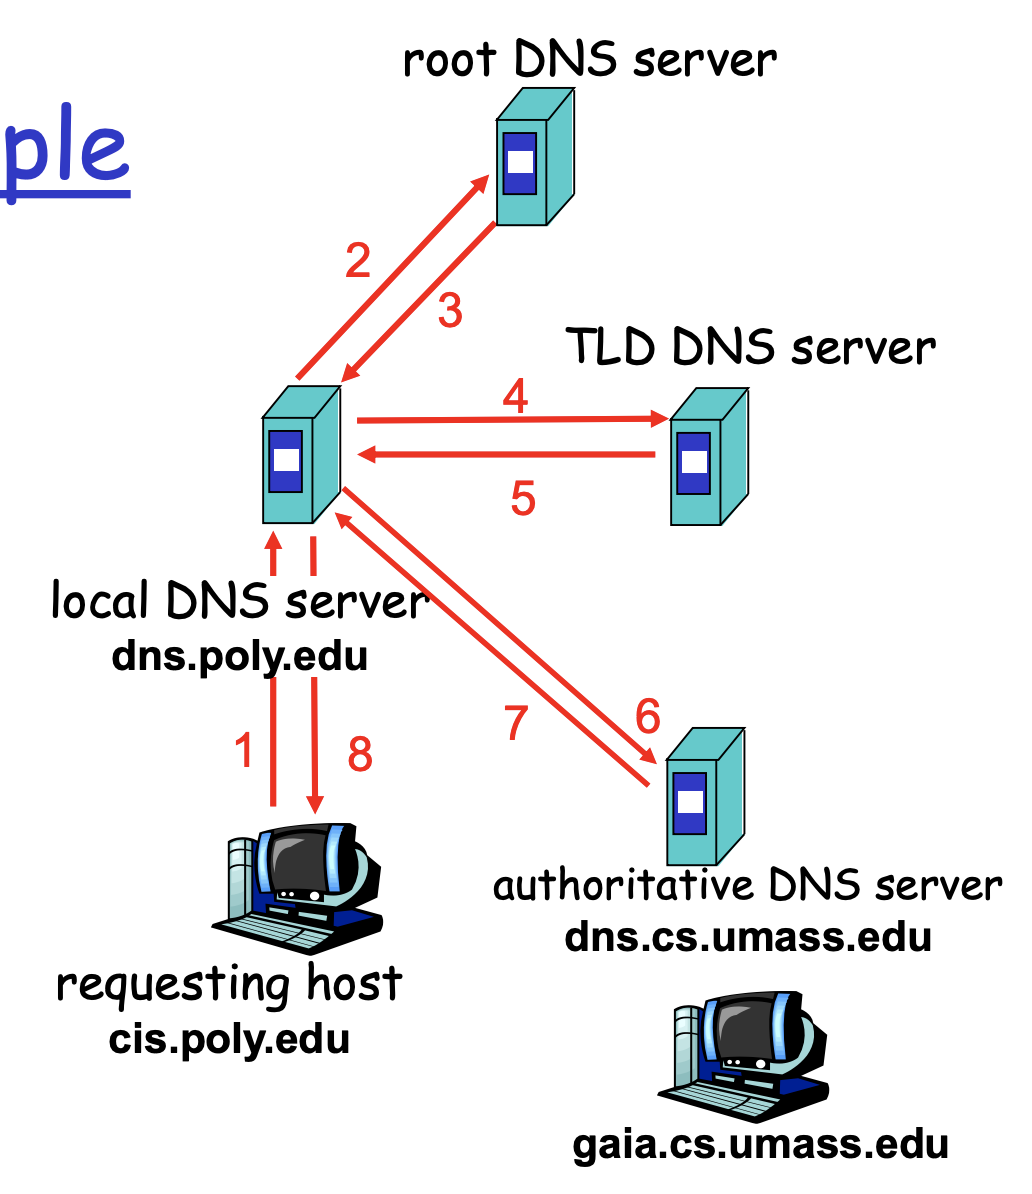 root DNS server
ple
2
3
TLD DNS server
4
5
local DNS server
dns.poly.edu
1
8
7
6
authoritative DNS server
dns.cs.umass.edu
requesting host
cis.poly.edu
gaia.cs.umass.edu